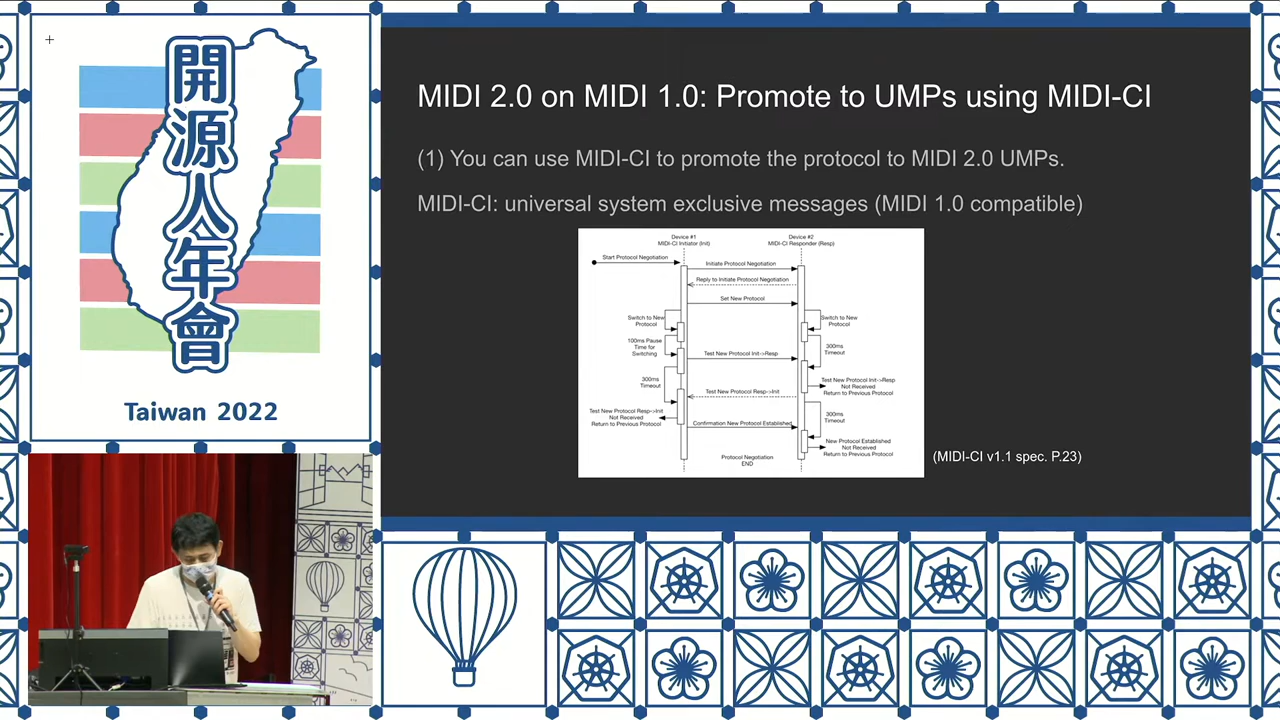 開源人年會
Taiwan 2022
MIDI 2.0 on MIDI 1.0: Promote to UMPs using MIDI-CI
(1) You can use MIDI-CI to promote the protocol to MIDI 2.0 UMPs.
MIDI-CI: universal system exclusive messages (MIDI 1.0 compatible)
Device #1
MIDI-CI Initiator (Init)
Device #2
MIDI-CI Responder (Resp)
Start Protocol Negotiation
Initiate Protocol Negotiation
Reply to Initiate Protocol Negotiation
Set New Protocol
Switch to New
Protocol
Switch to New
Protocol
100ms Pause
Time for
Switching
300ms
Timeout
Test New Protocol Init->Resp
300ms
Timeout
Test New Protocol Init->Resp
Not Received
Return to Previous Protocol
Test New Protocol Resp->Init
Test New Protocol Resp->Init
Not Received
Return to Previous Protocol
300ms
Timeout
Confirmation New Protocol Established
New Protocol Established
Not Received
Return to Previous Protocol
Protocol Negotiation
END
(MIDI-CI v1.1 spec. P.23)